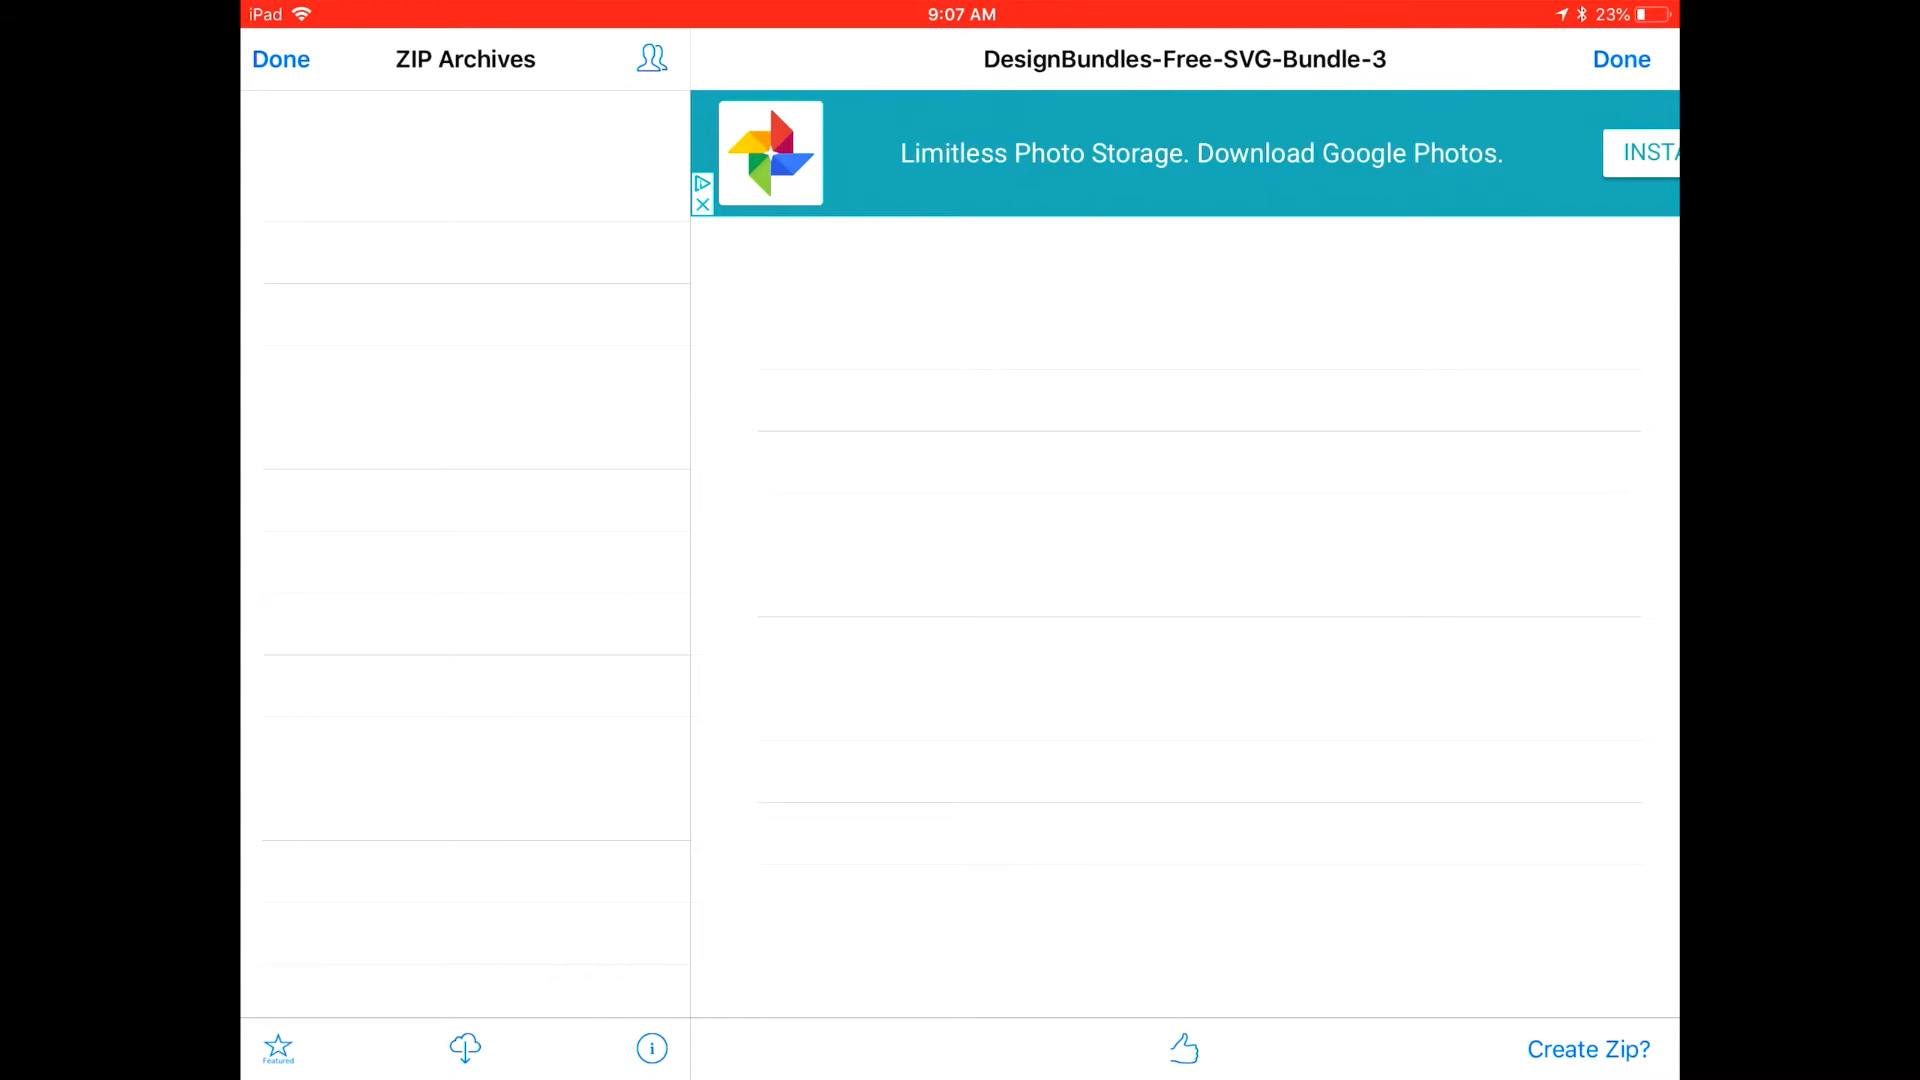 iPad
9:07 AM
23%
Done
ZIP Archives
DesignBundles-Free-SVG-Bundle-3
Done
Limitless Photo Storage. Download Google Photos.
INSTA
Featured
Create Zip?